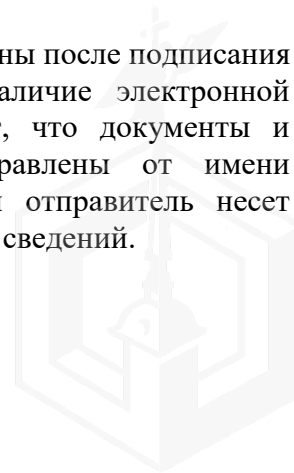 ны после подписания
аличие электронной
, что документы и
равлены от имени
отправитель несет
сведений.